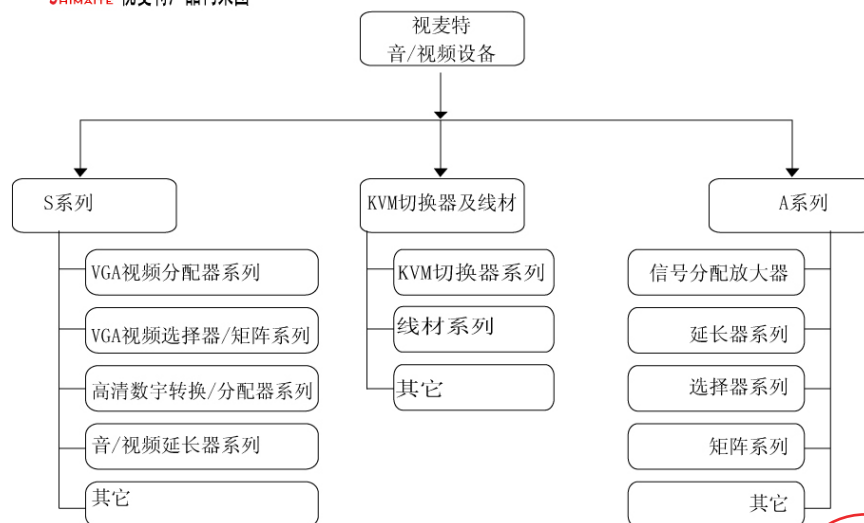 视麦特
音/视频设备
S系列
KVM切换器及线材
A系列
VGA视频分配器系列
VGA视频选择器/矩阵系列
高清数字转换/分配器系列
音/视频延长器系列
其它
KVM切换器系列
线材系列
其它
信号分配放大器
延长器系列
选择器系列
矩阵系列
其它